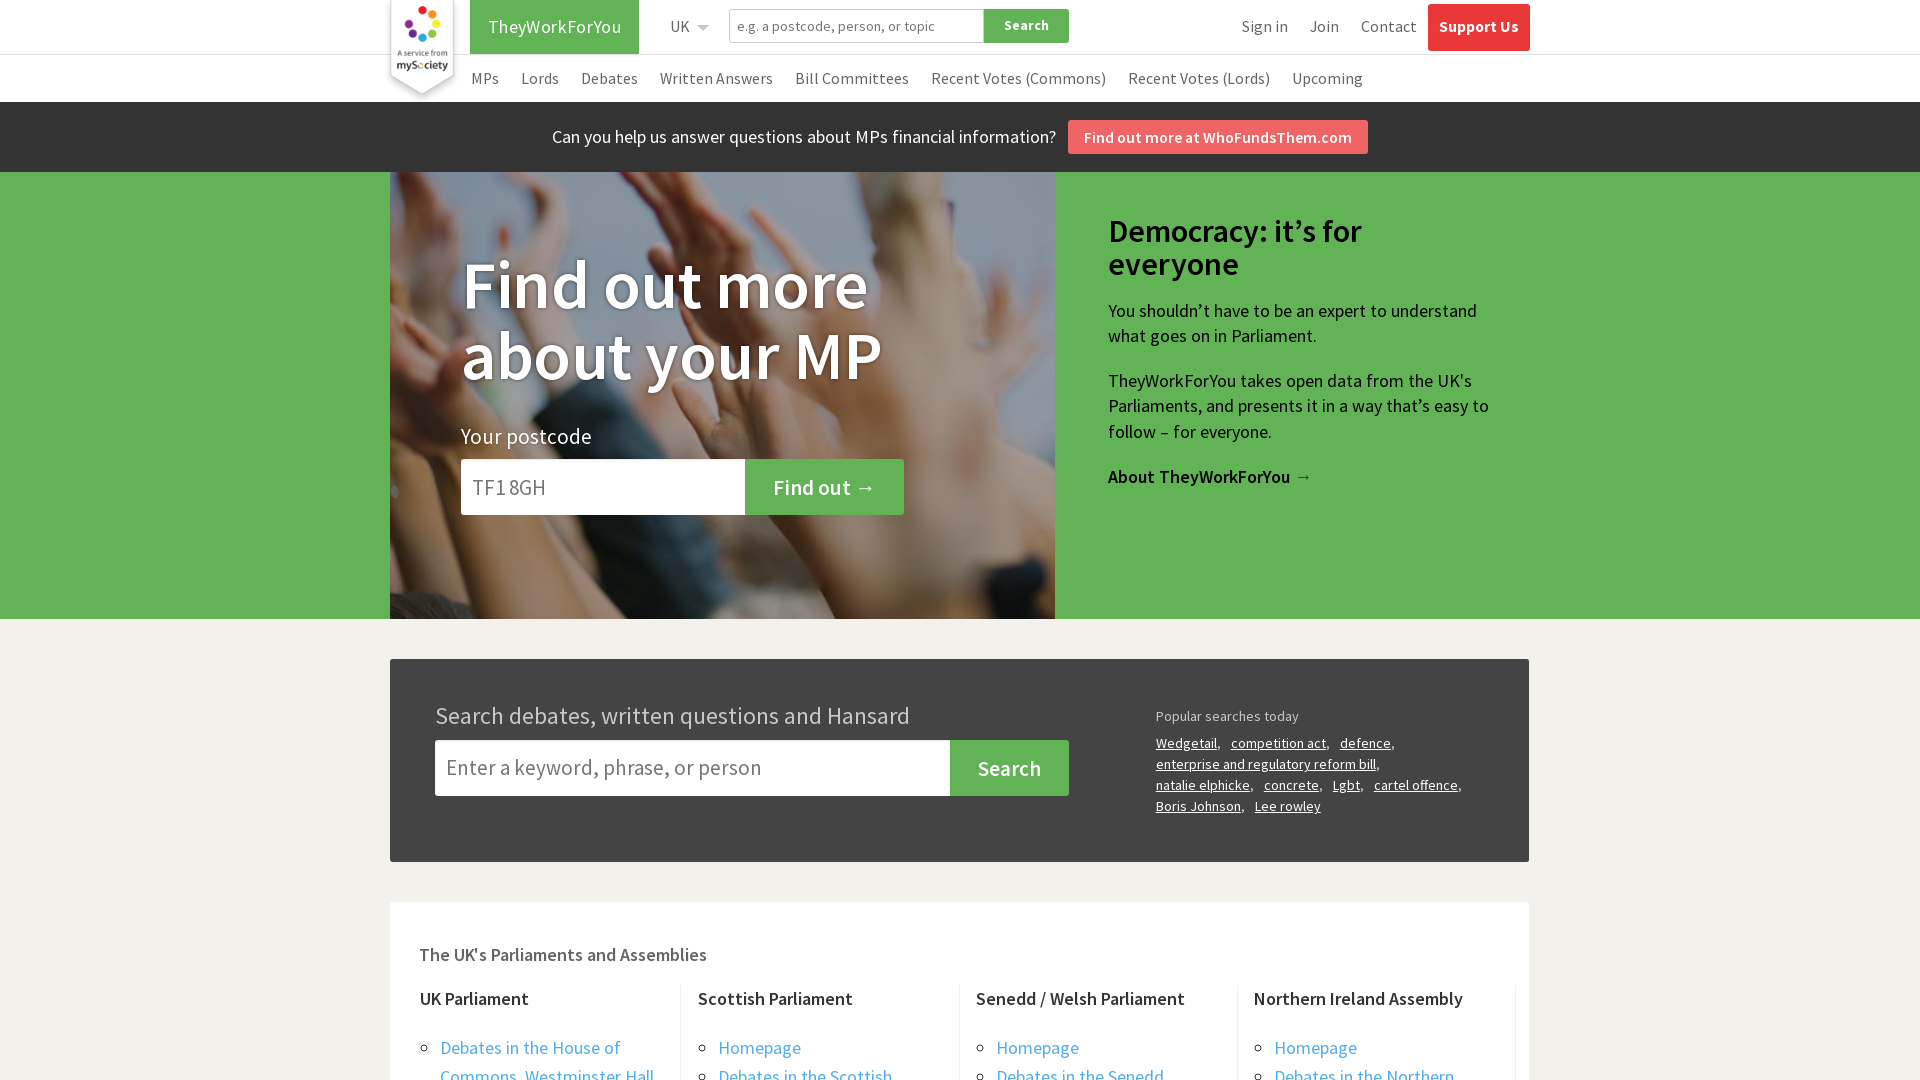 A service from
mySociety
TheyWorkForYou
UK
e.g. a postcode, person, or topic
Search
Sign in
Join
Contact
Support Us
MPs
Lords
Debates
Written Answers
Bill Committees
Recent Votes (Commons)
Recent Votes (Lords)
Upcoming
Can you help us answer questions about MPs financial information?
Find out more at WhoFundsThem.com
Find out more
about your MP
Your postcode
TF1 8GH
Find out →
Democracy: it’s for
everyone
You shouldn’t have to be an expert to understand
what goes on in Parliament.
TheyWorkForYou takes open data from the UK's
Parliaments, and presents it in a way that’s easy to
follow – for everyone.
About TheyWorkForYou →
Search debates, written questions and Hansard
Enter a keyword, phrase, or person
Search
Popular searches today
Wedgetail, competition act, defence,
enterprise and regulatory reform bill,
natalie elphicke, concrete, Lgbt, cartel offence,
Boris Johnson, Lee rowley
The UK's Parliaments and Assemblies
UK Parliament
Debates in the House of
Commons, Westminster Hall
Scottish Parliament
Homepage
Debates in the Scottish
Senedd / Welsh Parliament
Homepage
Debates in the Senedd
Northern Ireland Assembly
Homepage
Debates in the Northern